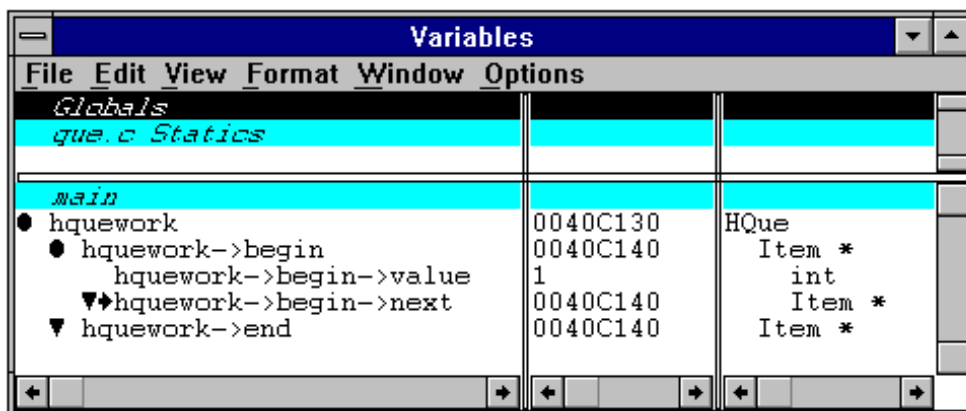 Variables
File Edit View Format Window Options
Globals
que.c Statics
main
hquework 0040C130 HQue
hquework->begin 0040C140 Item *
hquework->begin->value 1 int
hquework->begin->next 0040C140 Item *
hquework->end 0040C140 Item *